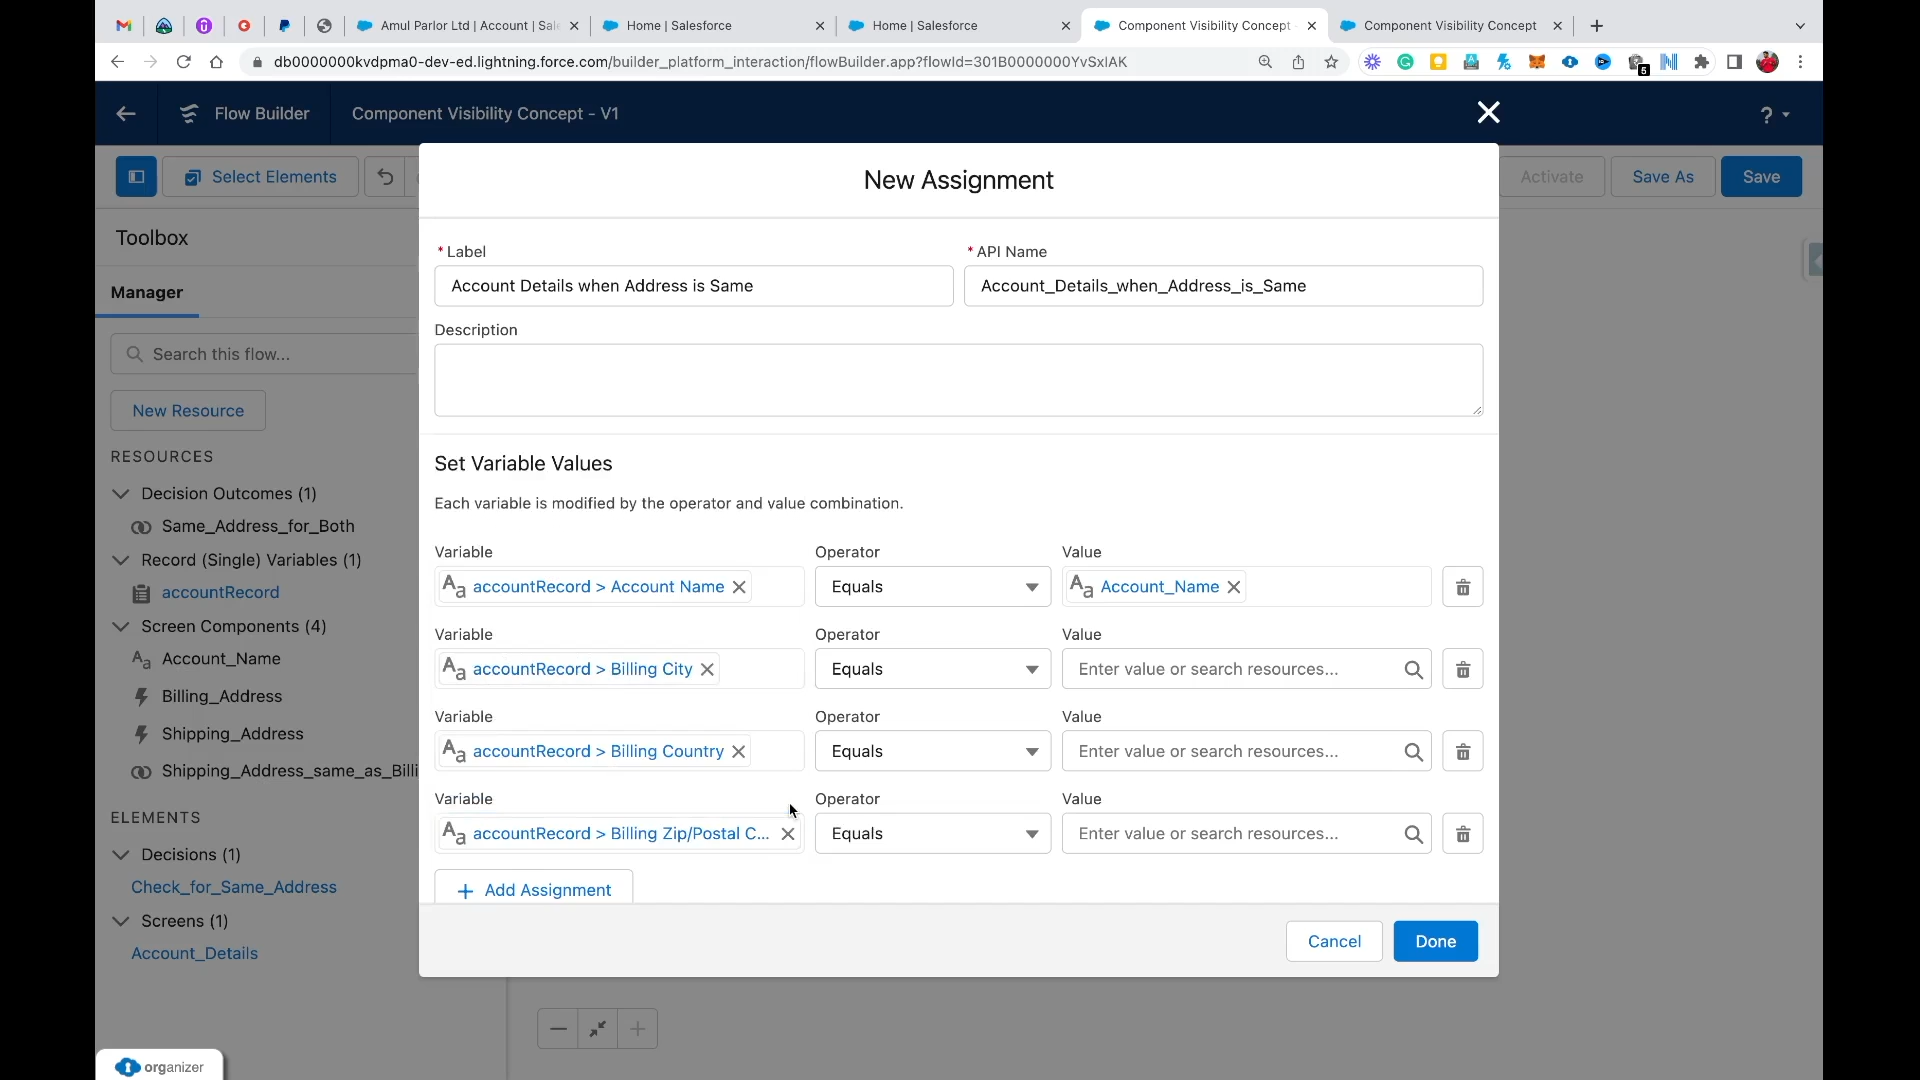 Amul Parlor Ltd | Account | Sale
Home | Salesforce
Home | Salesforce
Component Visibility Concept -
Component Visibility Concept
db0000000kvdpma0-dev-ed.lightning.force.com/builder_platform_interaction/flowBuilder.app?flowId=301B0000000YvSxIAK
6
Flow Builder
Component Visibility Concept - V1
?
Select Elements
Activate
Save As
Save
Toolbox
Manager
Search this flow...
New Resource
RESOURCES
Decision Outcomes (1)
Same_Address_for_Both
Record (Single) Variables (1)
accountRecord
Screen Components (4)
Account_Name
Billing_Address
Shipping_Address
Shipping_Address_same_as_Billi
ELEMENTS
Decisions (1)
Check_for_Same_Address
Screens (1)
Account_Details
New Assignment
* Label
* API Name
Account Details when Address is Same
Account_Details_when_Address_is_Same
Description
Set Variable Values
Each variable is modified by the operator and value combination.
Variable
Operator
Value
Aa accountRecord > Account Name
Equals
Aa Account_Name
Variable
Operator
Value
Aa accountRecord > Billing City
Equals
Enter value or search resources...
Variable
Operator
Value
Aa accountRecord > Billing Country
Equals
Enter value or search resources...
Variable
Operator
Value
Aa accountRecord > Billing Zip/Postal C...
Equals
Enter value or search resources...
+ Add Assignment
Cancel
Done
organizer